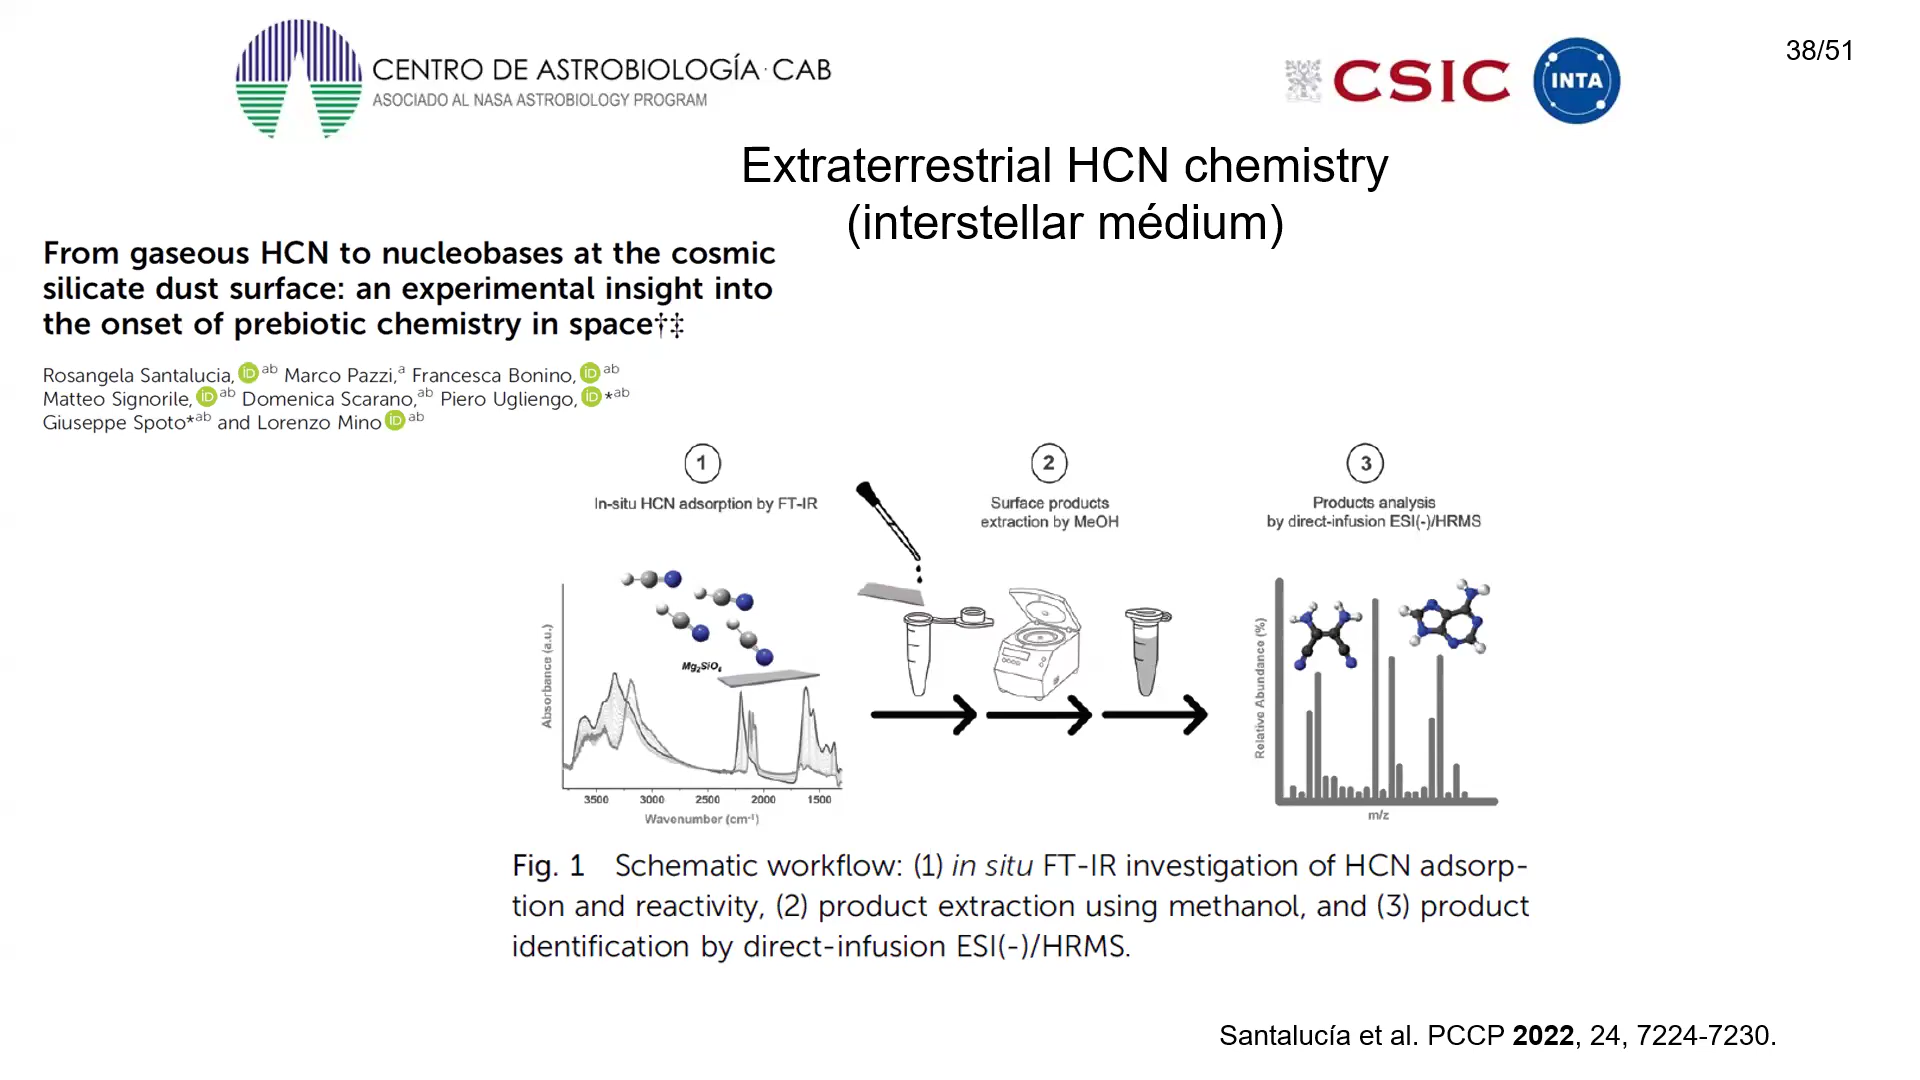 CENTRO DE ASTROBIOLOGÍA · CAB
ASOCIADO AL NASA ASTROBIOLOGY PROGRAM
CSIC
INTA
38/51
Extraterrestrial HCN chemistry
(interstellar médium)
From gaseous HCN to nucleobases at the cosmic
silicate dust surface: an experimental insight into
the onset of prebiotic chemistry in space†‡
Rosangela Santalucia, iD ab Marco Pazzi,a Francesca Bonino, iD ab
Matteo Signorile, iD ab Domenica Scarano,ab Piero Ugliengo, iD *ab
Giuseppe Spoto*ab and Lorenzo Mino iD ab
1
In-situ HCN adsorption by FT-IR
2
Surface products
extraction by MeOH
3
Products analysis
by direct-infusion ESI(-)/HRMS
Mg2SiO4
Absorbance (a.u.)
3500 3000 2500 2000 1500
Wavenumber (cm-1)
Relative Abundance (%)
m/z
Fig. 1 Schematic workflow: (1) in situ FT-IR investigation of HCN adsorp-
tion and reactivity, (2) product extraction using methanol, and (3) product
identification by direct-infusion ESI(-)/HRMS.
Santalucía et al. PCCP 2022, 24, 7224-7230.